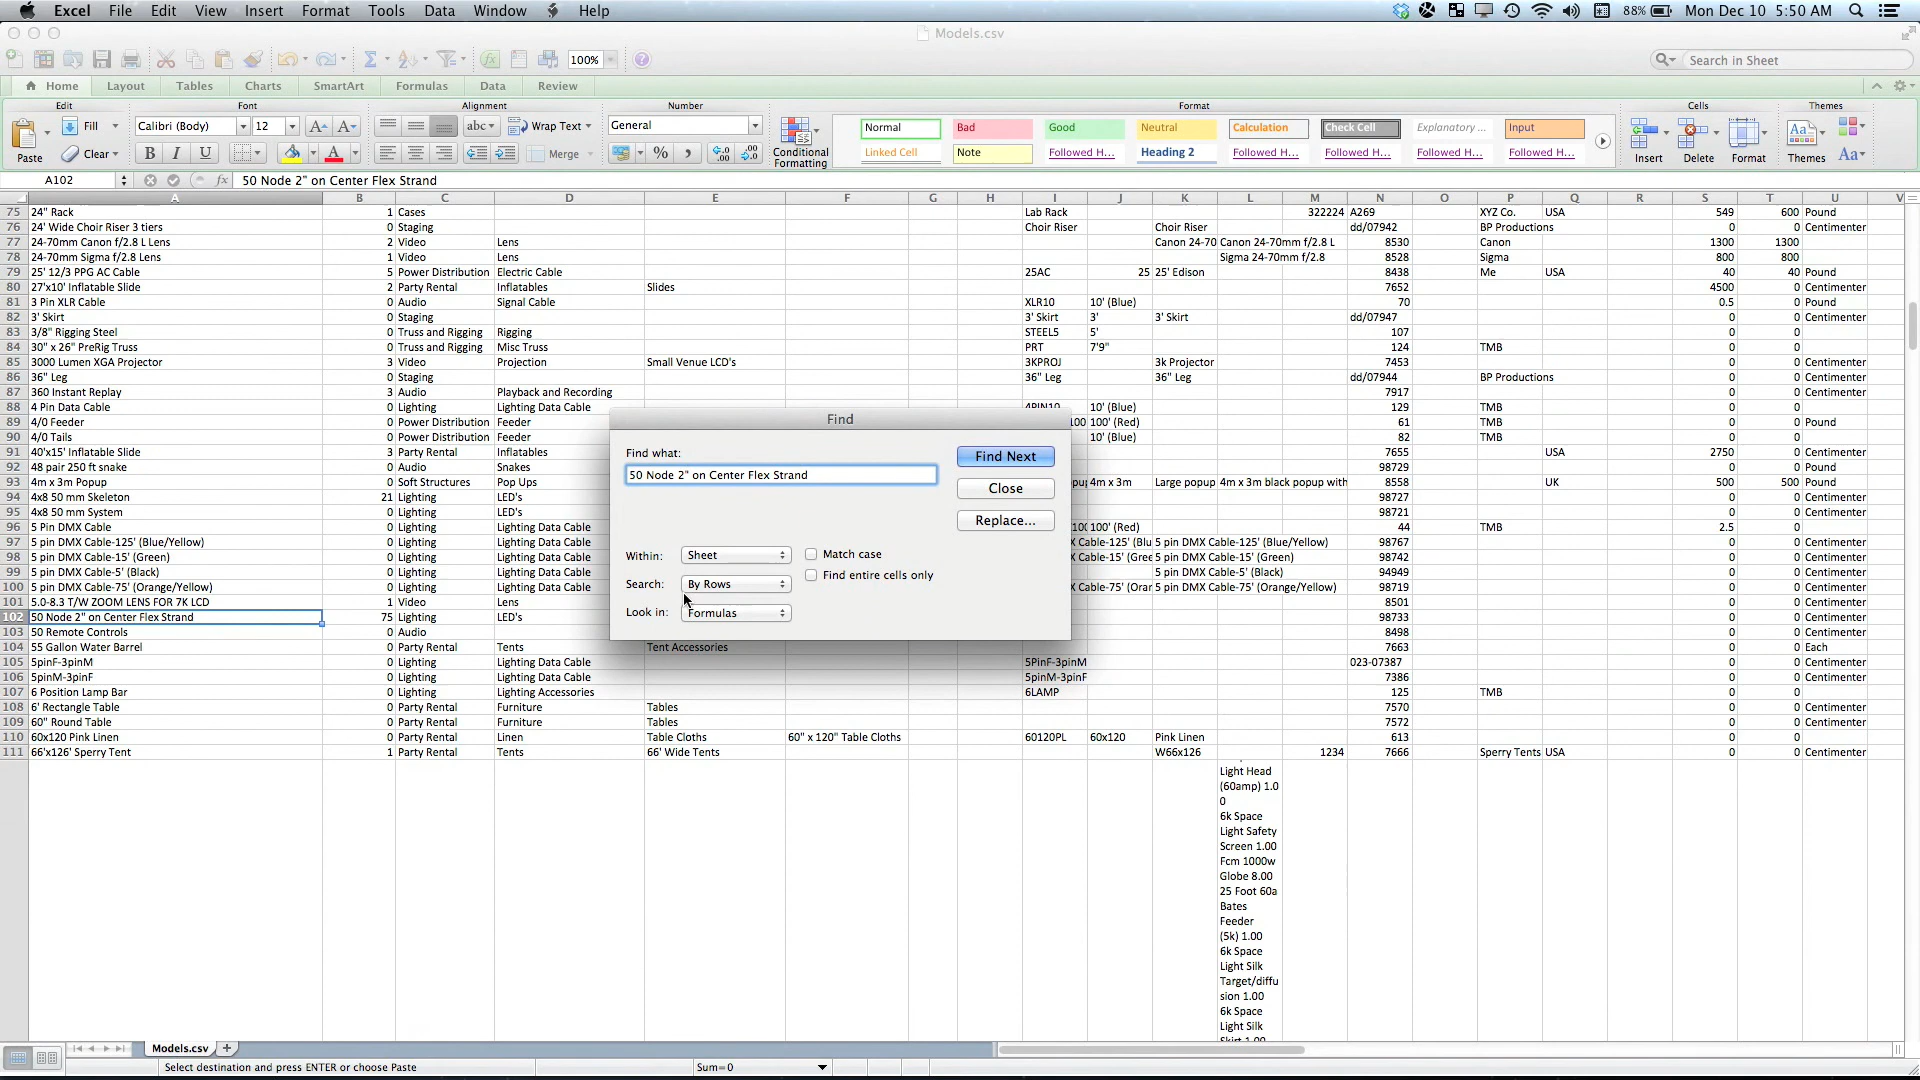 Excel File Edit View Insert Format Tools Data Window Help 88% Mon Dec 10 5:50 AM
Models.csv
100% Search in Sheet
Home Layout Tables Charts SmartArt Formulas Data Review
Edit Font Alignment Number Format Cells Themes
Fill Calibri (Body) 12 abc Wrap Text General Normal Bad Good Neutral Calculation Check Cell Explanatory ... Input
Paste Clear B I U Merge % Conditional Formatting Linked Cell Note Followed H... Heading 2 Followed H... Followed H... Followed H... Followed H... Insert Delete Format Themes Aa
A102 fx 50 Node 2" on Center Flex Strand
A B C D E F G H I J K L M N O P Q R S T U V
75 24" Rack 1 Cases Lab Rack 322224 A269 XYZ Co. USA 549 600 Pound
76 24' Wide Choir Riser 3 tiers 0 Staging Choir Riser Choir Riser dd/07942 BP Productions 0 0 Centimeter
77 24-70mm Canon f/2.8 L Lens 2 Video Lens Canon 24-70 Canon 24-70mm f/2.8 L 8530 Canon 1300 1300
78 24-70mm Sigma f/2.8 Lens 1 Video Lens Sigma 24-70mm f/2.8 8528 Sigma 800 800
79 25' 12/3 PPG AC Cable 5 Power Distribution Electric Cable 25AC 25 25' Edison 8438 Me USA 40 40 Pound
80 27'x10' Inflatable Slide 2 Party Rental Inflatables Slides 7652 4500 0 Centimeter
81 3 Pin XLR Cable 0 Audio Signal Cable XLR10 10' (Blue) 70 0.5 0 Pound
82 3' Skirt 0 Staging 3' Skirt 3' 3' Skirt dd/07947 0 0 Centimeter
83 3/8" Rigging Steel 0 Truss and Rigging Rigging STEEL5 5' 107 0 0
84 30" x 26" PreRig Truss 0 Truss and Rigging Misc Truss PRT 7'9" 124 TMB 0 0
85 3000 Lumen XGA Projector 3 Video Projection Small Venue LCD's 3KPROJ 3k Projector 7453 0 0 Centimeter
86 36" Leg 0 Staging 36" Leg 36" Leg dd/07944 BP Productions 0 0 Centimeter
87 360 Instant Replay 3 Audio Playback and Recording 7917 0 0 Centimeter
88 4 Pin Data Cable 0 Lighting Lighting Data Cable 4PIN10 10' (Blue) 129 TMB 0 0
89 4/0 Feeder 0 Power Distribution Feeder 100 100' (Red) 61 TMB 0 0 Pound
90 4/0 Tails 0 Power Distribution Feeder 10' (Blue) 82 TMB 0 0
91 40'x15' Inflatable Slide 3 Party Rental Inflatables 7655 USA 2750 0 Centimeter
92 48 pair 250 ft snake 0 Audio Snakes 98729 0 0 Pound
93 4m x 3m Popup 0 Soft Structures Pop Ups 4m x 3m Large popup 4m x 3m black popup with 8558 UK 500 500 Pound
94 4x8 50 mm Skeleton 21 Lighting LED's 98727 0 0 Centimeter
95 4x8 50 mm System 0 Lighting LED's 98721 0 0 Centimeter
96 5 Pin DMX Cable 0 Lighting Lighting Data Cable 100' (Red) 44 TMB 2.5 0
97 5 pin DMX Cable-125' (Blue/Yellow) 0 Lighting Lighting Data Cable X Cable-125' (Blu 5 pin DMX Cable-125' (Blue/Yellow) 98767 0 0 Centimeter
98 5 pin DMX Cable-15' (Green) 0 Lighting Lighting Data Cable X Cable-15' (Gree 5 pin DMX Cable-15' (Green) 98742 0 0 Centimeter
99 5 pin DMX Cable-5' (Black) 0 Lighting Lighting Data Cable 5 pin DMX Cable-5' (Black) 94949 0 0 Centimeter
100 5 pin DMX Cable-75' (Orange/Yellow) 0 Lighting Lighting Data Cable X Cable-75' (Orar 5 pin DMX Cable-75' (Orange/Yellow) 98719 0 0 Centimeter
101 5.0-8.3 T/W ZOOM LENS FOR 7K LCD 1 Video Lens 8501 0 0 Centimeter
102 50 Node 2" on Center Flex Strand 75 Lighting LED's 98733 0 0 Centimeter
103 50 Remote Controls 0 Audio 8498 0 0 Centimeter
104 55 Gallon Water Barrel 0 Party Rental Tents Tent Accessories 7663 0 0 Each
105 5pinF-3pinM 0 Lighting Lighting Data Cable 5PinF-3pinM 023-07387 0 0 Centimeter
106 5pinM-3pinF 0 Lighting Lighting Data Cable 5pinM-3pinF 7386 0 0 Centimeter
107 6 Position Lamp Bar 0 Lighting Lighting Accessories 6LAMP 125 TMB 0 0
108 6' Rectangle Table 0 Party Rental Furniture Tables 7570 0 0 Centimeter
109 60" Round Table 0 Party Rental Furniture Tables 7572 0 0 Centimeter
110 60x120 Pink Linen 0 Party Rental Linen Table Cloths 60" x 120" Table Cloths 60120PL 60x120 Pink Linen 613 0 0
111 66'x126' Sperry Tent 1 Party Rental Tents 66' Wide Tents W66x126 1234 7666 Sperry Tents USA 0 0 Centimeter
Light Head
(60amp) 1.0
0
6k Space
Light Safety
Screen 1.00
Fcm 1000w
Globe 8.00
25 Foot 60a
Bates
Feeder
(5k) 1.00
6k Space
Light Silk
Target/diffu
sion 1.00
6k Space
Light Silk
Skirt 1.00
Find
Find what:
50 Node 2" on Center Flex Strand
Find Next
Close
Replace...
Within: Sheet Match case
Search: By Rows Find entire cells only
Look in: Formulas
Models.csv
Select destination and press ENTER or choose Paste Sum=0